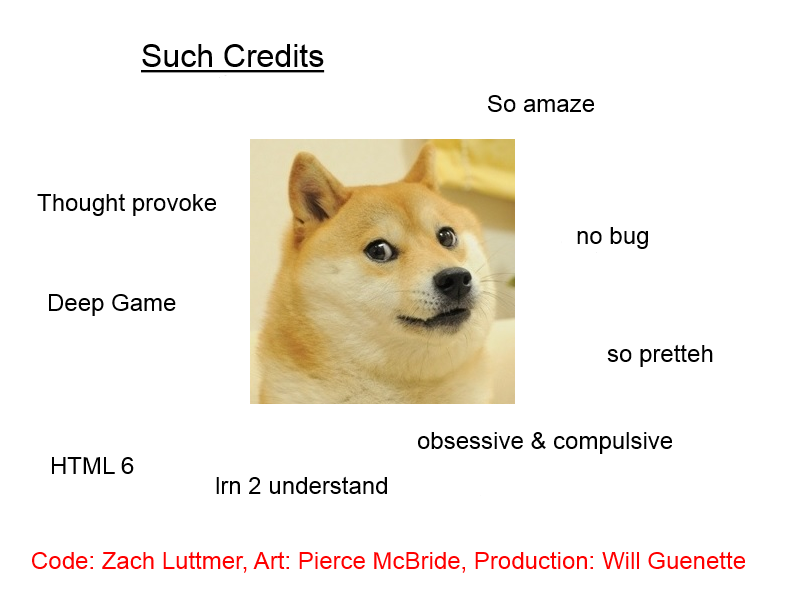 Such Credits
So amaze
Thought provoke
no bug
Deep Game
so pretteh
obsessive & compulsive
HTML 6
lrn 2 understand
Code: Zach Luttmer, Art: Pierce McBride, Production: Will Guenette